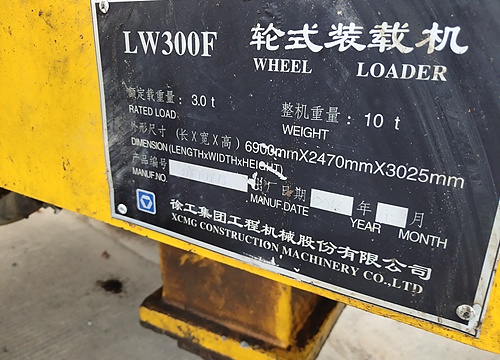 LW300F 轮式装载机
WHEEL LOADER
额定载重量： 3.0 t 整机重量： 10 t
RATED LOAD WEIGHT
外形尺寸 (长X宽X高) 6900mmX2470mmX3025mm
DIMENSION(LENGTHxWIDTHxHEIGHT)
产品编号 出厂日期 年 月
MANUF.NO. MANUF.DATE YEAR MONTH
徐工集团工程机械股份有限公司
XCMG CONSTRUCTION MACHINERY CO.,LTD